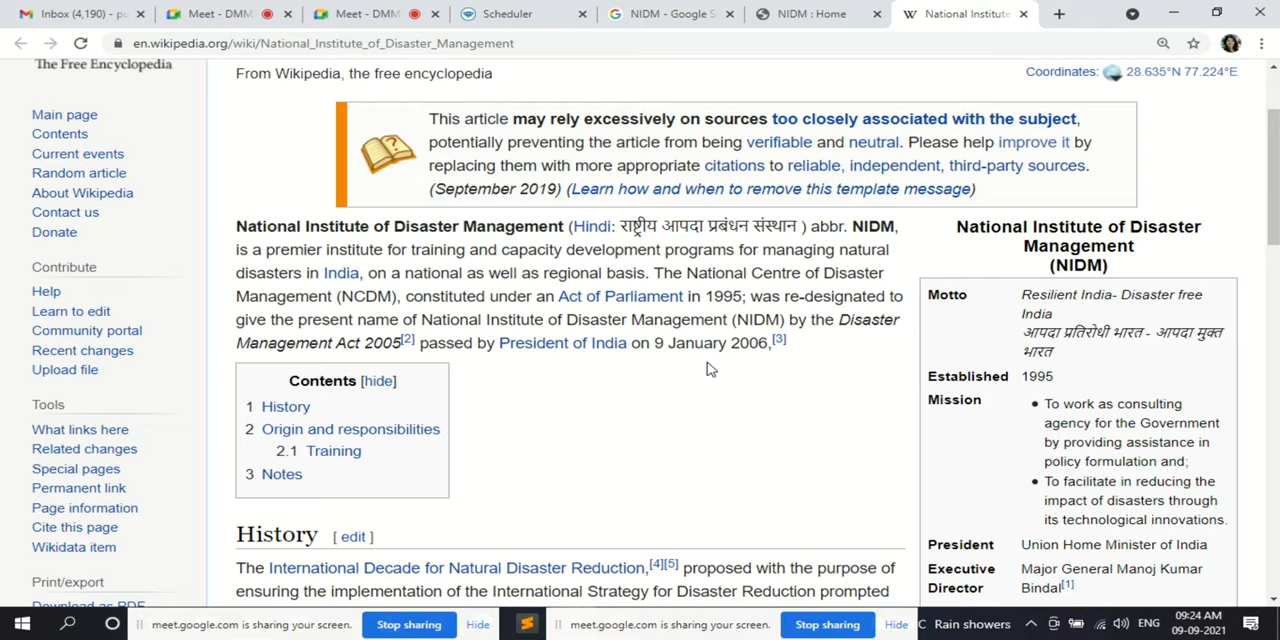 Inbox (4,190) - pu
Meet - DMM
Meet - DMM
Scheduler
NIDM - Google S
NIDM : Home
National Institute
en.wikipedia.org/wiki/National_Institute_of_Disaster_Management
The Free Encyclopedia
Main page
Contents
Current events
Random article
About Wikipedia
Contact us
Donate
Contribute
Help
Learn to edit
Community portal
Recent changes
Upload file
Tools
What links here
Related changes
Special pages
Permanent link
Page information
Cite this page
Wikidata item
Print/export
Download as PDF
From Wikipedia, the free encyclopedia
Coordinates: 28.635°N 77.224°E
This article may rely excessively on sources too closely associated with the subject,
potentially preventing the article from being verifiable and neutral. Please help improve it by
replacing them with more appropriate citations to reliable, independent, third-party sources.
(September 2019) (Learn how and when to remove this template message)
National Institute of Disaster Management (Hindi: राष्ट्रीय आपदा प्रबंधन संस्थान ) abbr. NIDM,
is a premier institute for training and capacity development programs for managing natural
disasters in India, on a national as well as regional basis. The National Centre of Disaster
Management (NCDM), constituted under an Act of Parliament in 1995; was re-designated to
give the present name of National Institute of Disaster Management (NIDM) by the Disaster
Management Act 2005[2] passed by President of India on 9 January 2006,[3]
Contents [hide]
1 History
2 Origin and responsibilities
2.1 Training
3 Notes
History [ edit ]
The International Decade for Natural Disaster Reduction,[4][5] proposed with the purpose of
ensuring the implementation of the International Strategy for Disaster Reduction prompted
National Institute of Disaster
Management
(NIDM)
Motto Resilient India- Disaster free
India
आपदा प्रतिरोधी भारत - आपदा मुक्त
भारत
Established 1995
Mission
• To work as consulting
agency for the Government
by providing assistance in
policy formulation and;
• To facilitate in reducing the
impact of disasters through
its technological innovations.
President Union Home Minister of India
Executive Major General Manoj Kumar
Director Bindal[1]
meet.google.com is sharing your screen. Stop sharing Hide
meet.google.com is sharing your screen. Stop sharing Hide
C Rain showers
ENG
09:24 AM
09-09-2021